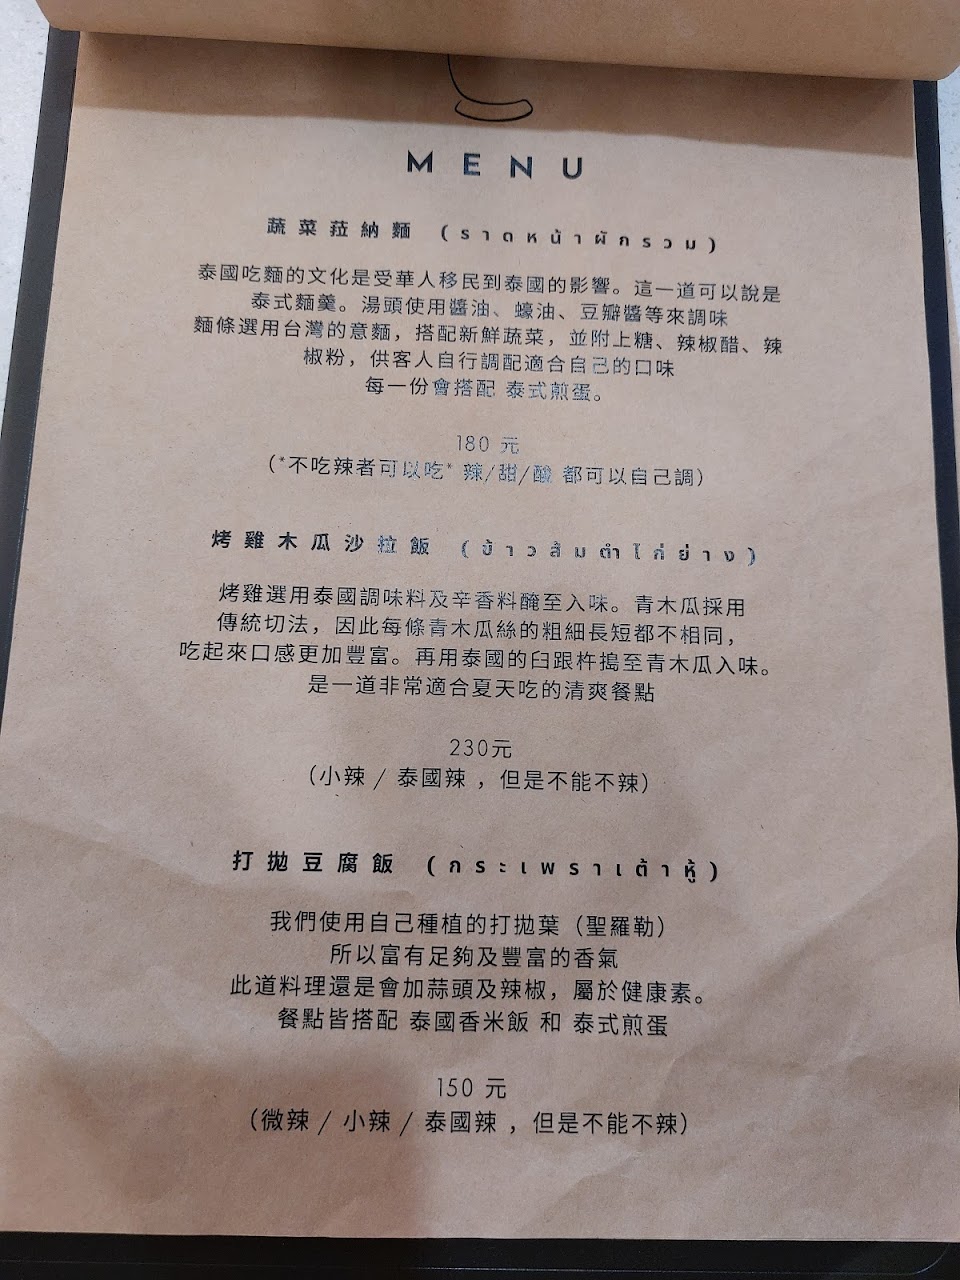 MENU
蔬菜菈納麵 (ราดหน้าผักรวม)
泰國吃麵的文化是受華人移民到泰國的影響。這一道可以說是
泰式麵羹。湯頭使用醬油、蠔油、豆瓣醬等來調味
麵條選用台灣的意麵，搭配新鮮蔬菜，並附上糖、辣椒醋、辣
椒粉，供客人自行調配適合自己的口味
每一份會搭配 泰式煎蛋。
180 元
（*不吃辣者可以吃* 辣/甜/酸 都可以自己調）
烤雞木瓜沙拉飯 (ข้าวส้มตำไก่ย่าง)
烤雞選用泰國調味料及辛香料醃至入味。青木瓜採用
傳統切法，因此每條青木瓜絲的粗細長短都不相同，
吃起來口感更加豐富。再用泰國的臼跟杵搗至青木瓜入味。
是一道非常適合夏天吃的清爽餐點
230元
（小辣 / 泰國辣 ，但是不能不辣）
打拋豆腐飯 (กระเพราเต้าหู้)
我們使用自己種植的打拋葉（聖羅勒）
所以富有足夠及豐富的香氣
此道料理還是會加蒜頭及辣椒，屬於健康素。
餐點皆搭配 泰國香米飯 和 泰式煎蛋
150 元
（微辣 / 小辣 / 泰國辣 ，但是不能不辣）